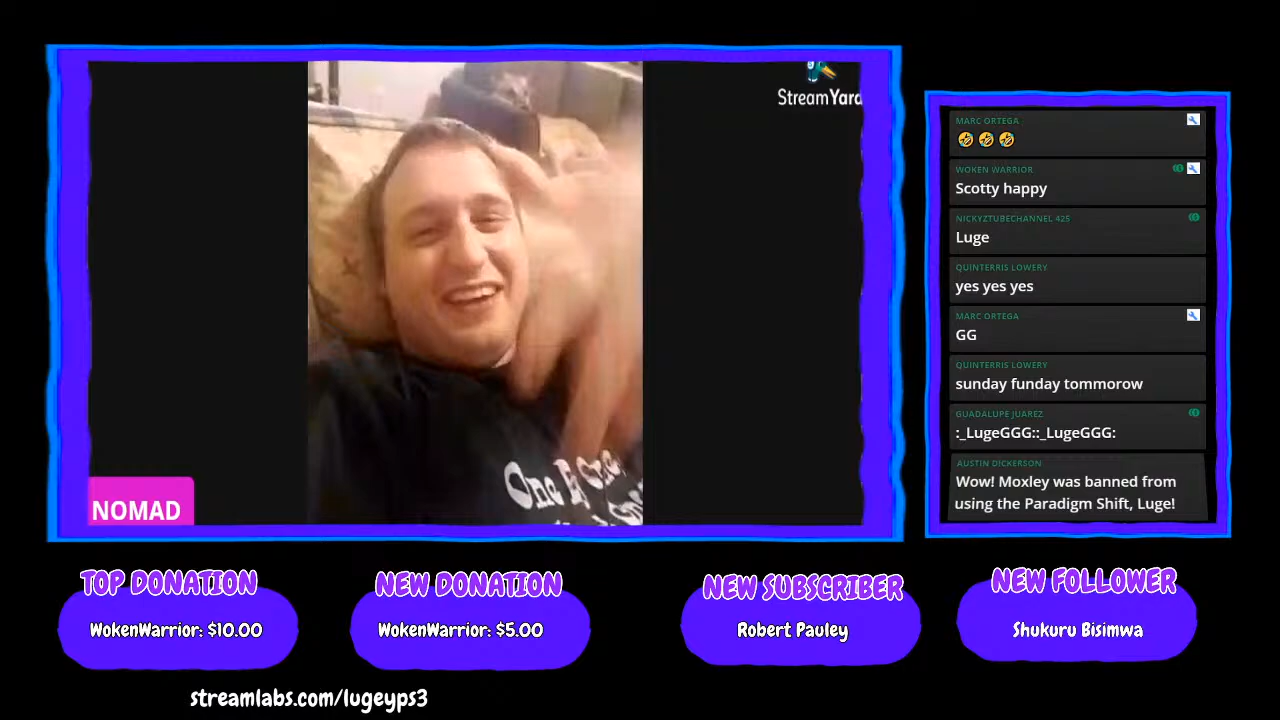 StreamYard
NOMAD
One
MARC ORTEGA
🤣 🤣 🤣
WOKEN WARRIOR
Scotty happy
NICKYZTUBECHANNEL 425
Luge
QUINTERRIS LOWERY
yes yes yes
MARC ORTEGA
GG
QUINTERRIS LOWERY
sunday funday tommorow
GUADALUPE JUAREZ
:_LugeGGG::_LugeGGG:
AUSTIN DICKERSON
Wow! Moxley was banned from
using the Paradigm Shift, Luge!
TOP DONATION
WokenWarrior: $10.00
NEW DONATION
WokenWarrior: $5.00
NEW SUBSCRIBER
Robert Pauley
NEW FOLLOWER
Shukuru Bisimwa
streamlabs.com/lugeyps3